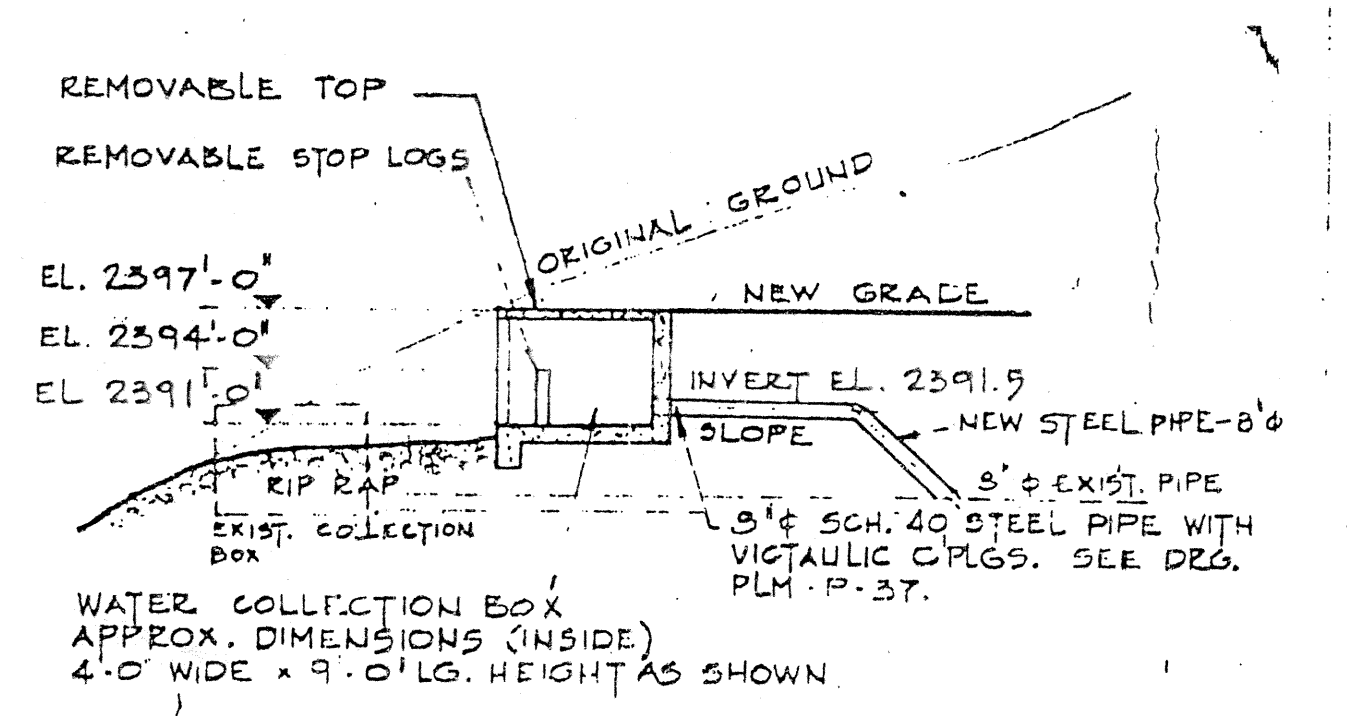 REMOVABLE TOP
REMOVABLE STOP LOGS
ORIGINAL GROUND
EL. 2397'-0"
NEW GRADE
EL. 2394'-0"
EL 2391'-0'
INVERT EL. 2391.5
NEW STEEL PIPE-8'φ
SLOPE
RIP RAP
8'φ EXIST. PIPE
EXIST. COLLECTION
BOX
8"φ SCH. 40 STEEL PIPE WITH
VICTAULIC C'PLGS. SEE DRG.
PLM-P-37.
WATER COLLECTION BOX
APPROX. DIMENSIONS (INSIDE)
4'-0" WIDE x 9'-0' LG. HEIGHT AS SHOWN